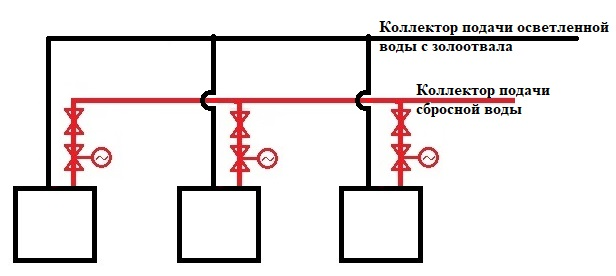 Коллектор подачи осветленной
воды с золоотвала
Коллектор подачи
сбросной воды